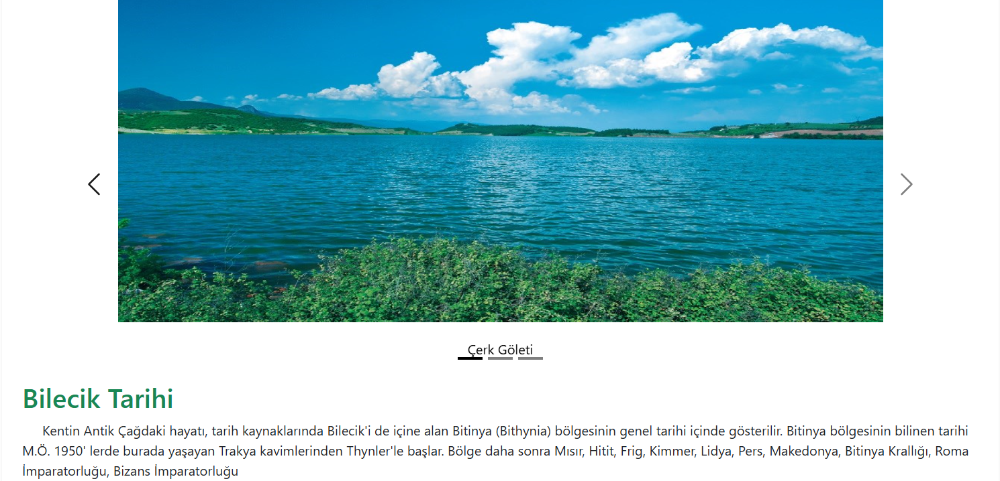 Çerk Göleti
Bilecik Tarihi
Kentin Antik Çağdaki hayatı, tarih kaynaklarında Bilecik'i de içine alan Bitinya (Bithynia) bölgesinin genel tarihi içinde gösterilir. Bitinya bölgesinin bilinen tarihi
M.Ö. 1950' lerde burada yaşayan Trakya kavimlerinden Thynler'le başlar. Bölge daha sonra Mısır, Hitit, Frig, Kimmer, Lidya, Pers, Makedonya, Bitinya Krallığı, Roma
İmparatorluğu, Bizans İmparatorluğu